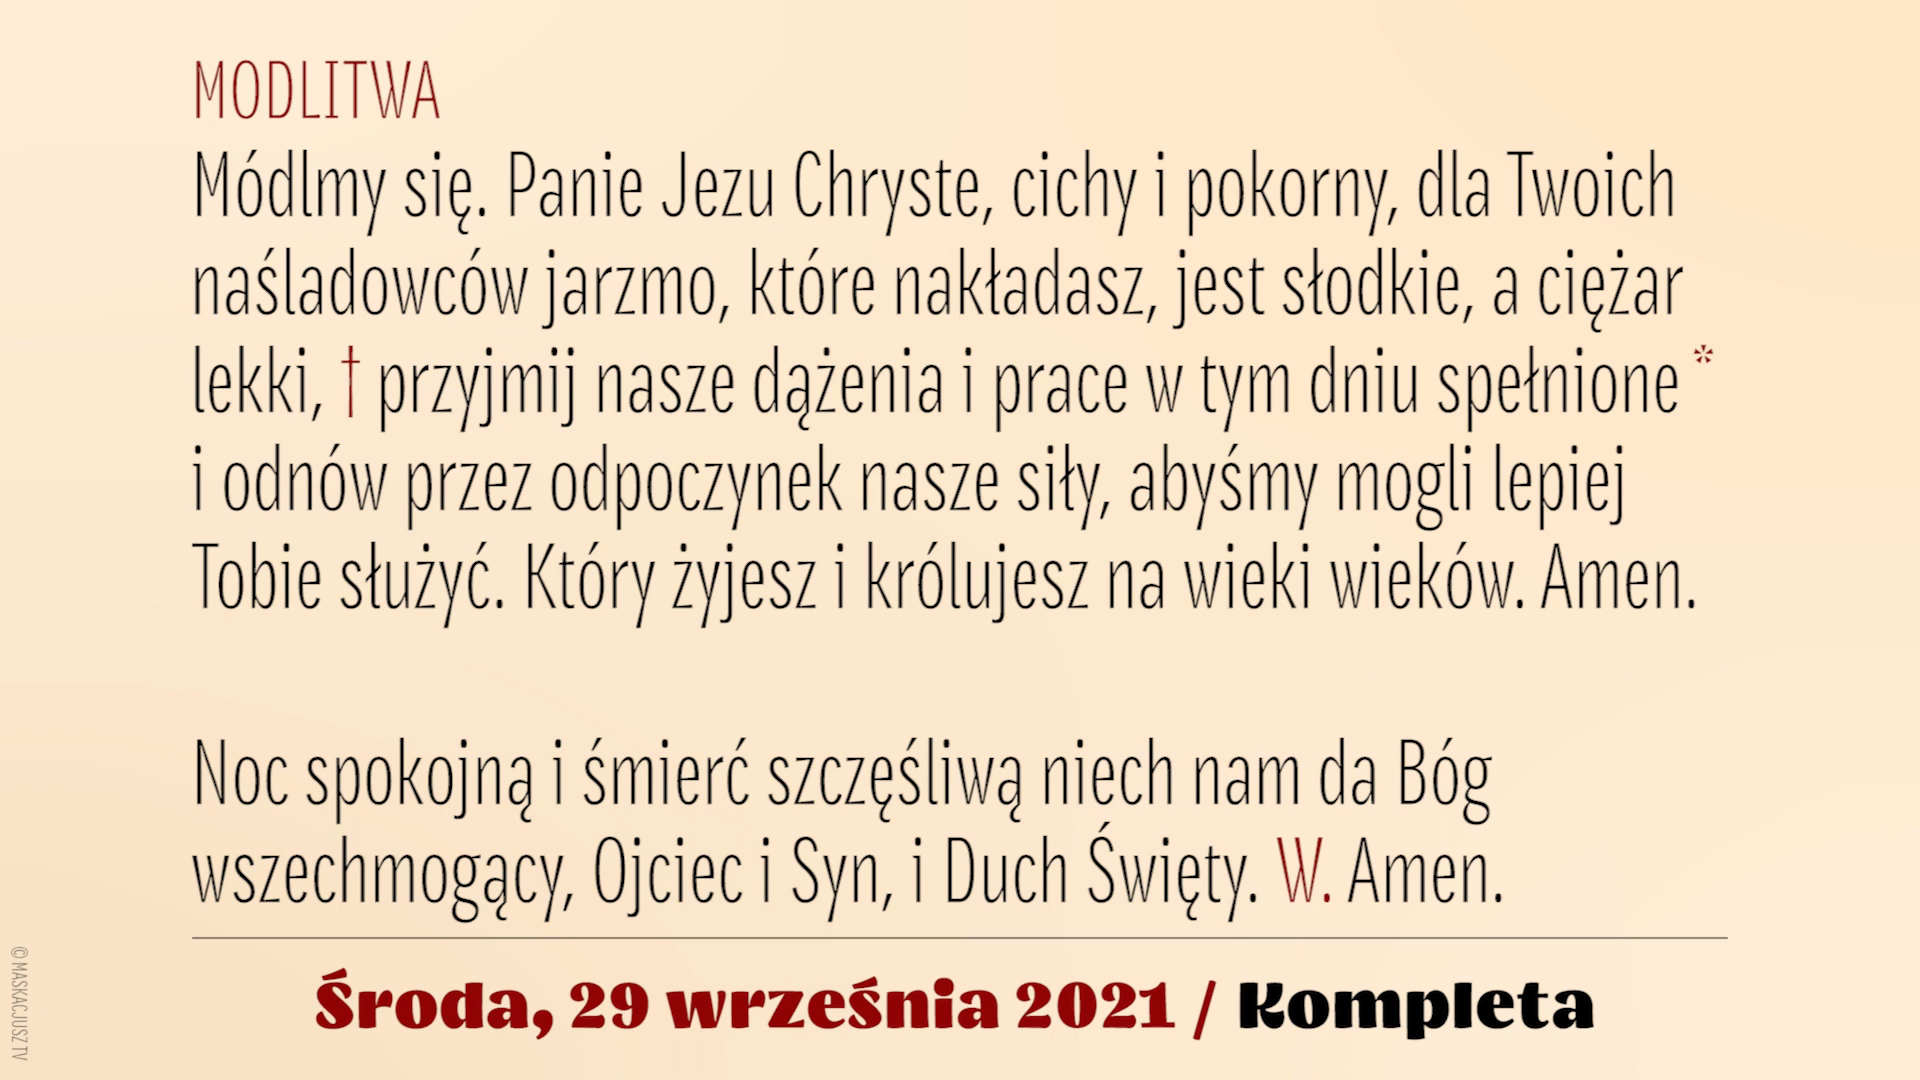 MODLITWA
Módlmy się. Panie Jezu Chryste, cichy i pokorny, dla Twoich
naśladowców jarzmo, które nakładasz, jest słodkie, a ciężar
lekki, † przyjmij nasze dążenia i prace w tym dniu spełnione *
i odnów przez odpoczynek nasze siły, abyśmy mogli lepiej
Tobie służyć. Który żyjesz i królujesz na wieki wieków. Amen.
Noc spokojną i śmierć szczęśliwą niech nam da Bóg
wszechmogący, Ojciec i Syn, i Duch Święty. W. Amen.
Środa, 29 września 2021 / Kompleta
© MASKACJUSZ TV